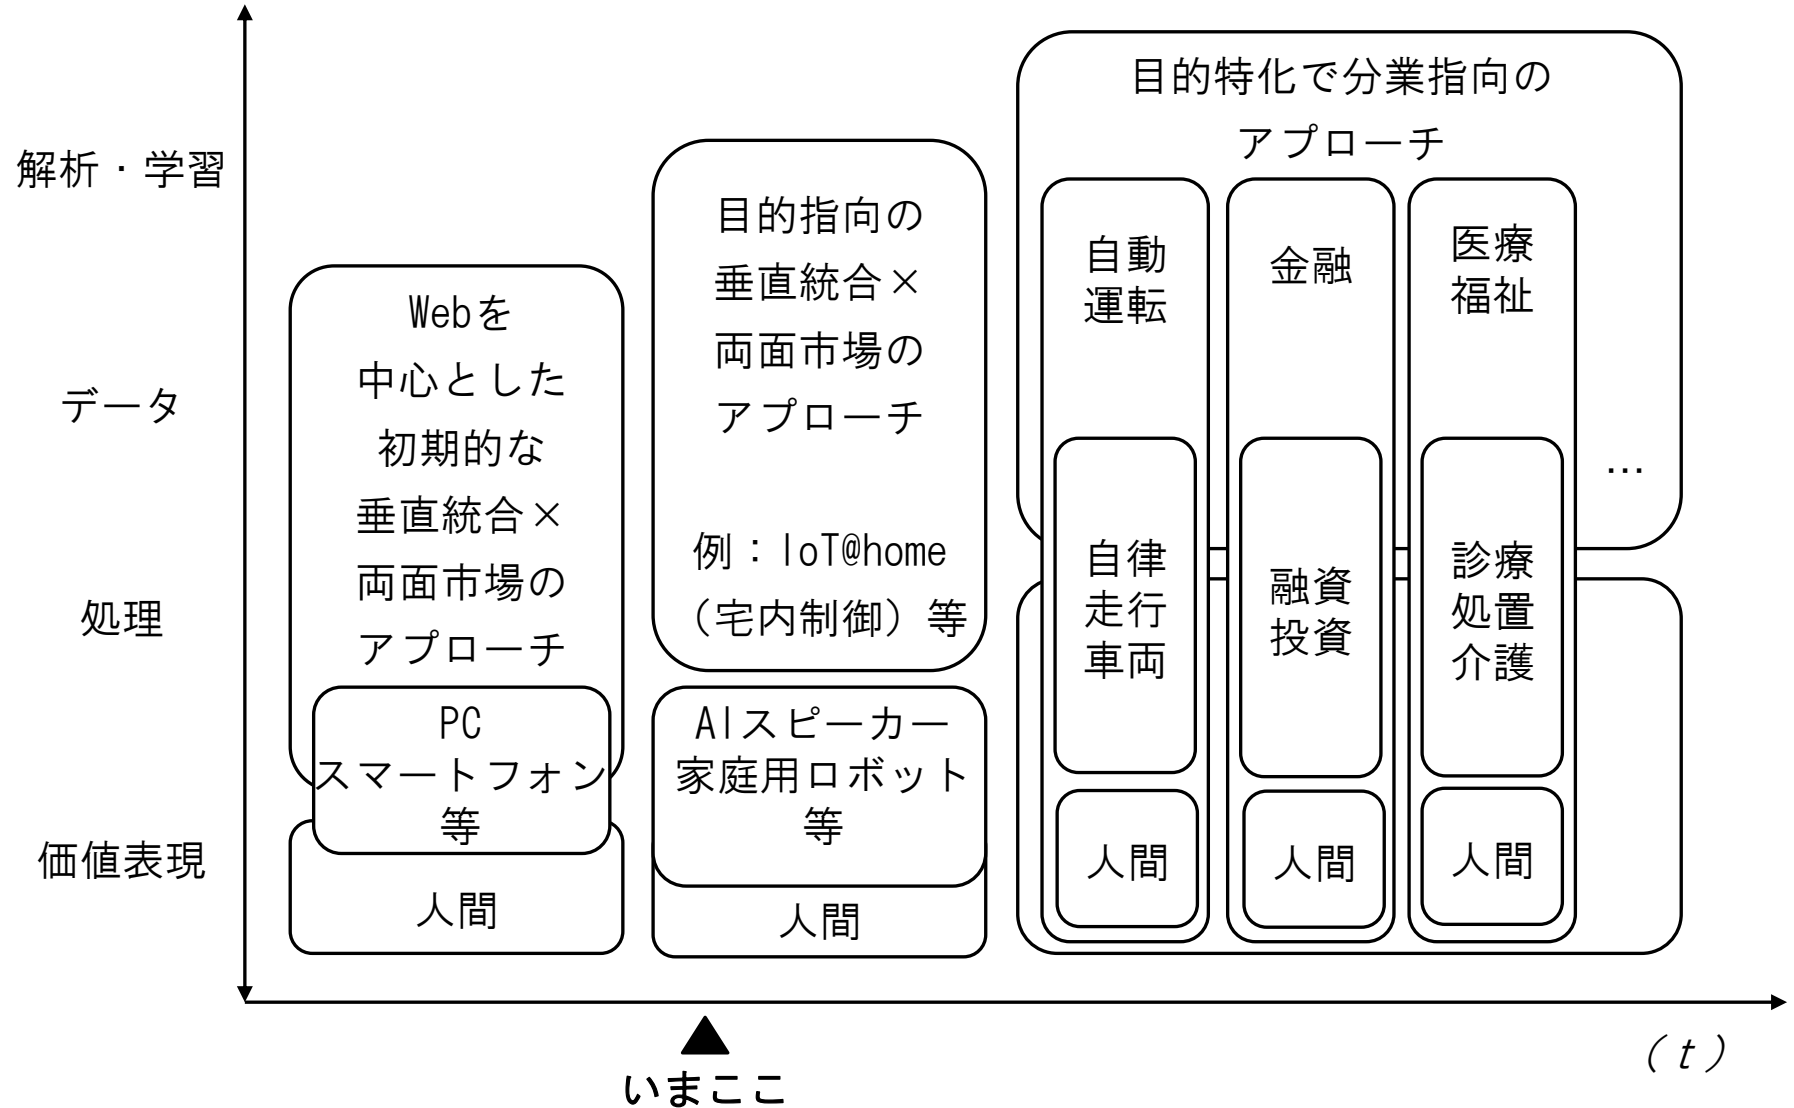 解析・学習
データ
処理
価値表現
Webを
中心とした
初期的な
垂直統合×
両面市場の
アプローチ
PC
スマートフォン
等
人間
目的指向の
垂直統合×
両面市場の
アプローチ
例：IoT@home
（宅内制御）等
AIスピーカー
家庭用ロボット
等
人間
目的特化で分業指向の
アプローチ
自動
運転
自律
走行
車両
人間
金融
融資
投資
人間
医療
福祉
診療
処置
介護
人間
…
（t）
いまここ